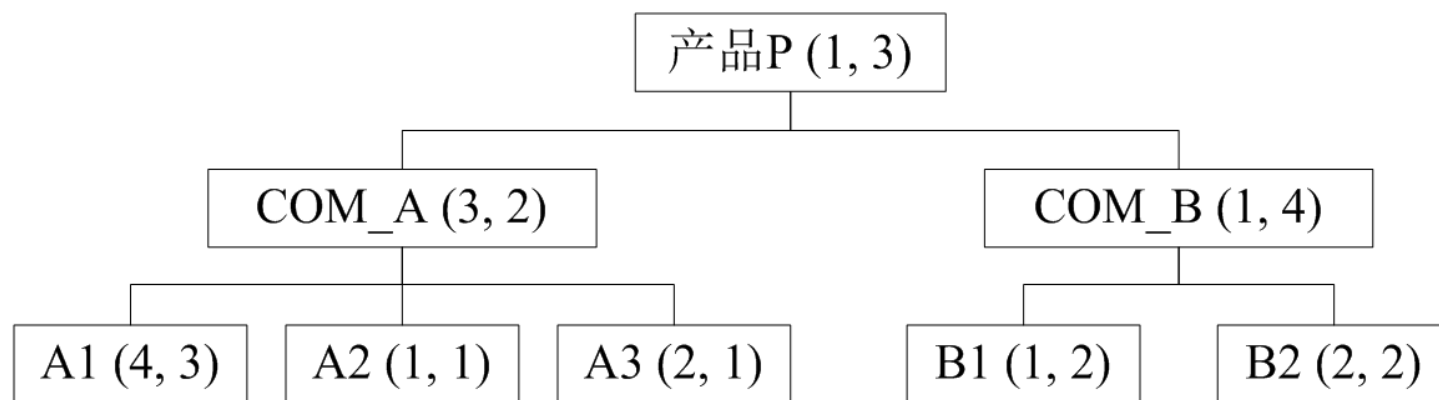 产品P (1, 3)
COM_A (3, 2)
COM_B (1, 4)
A1 (4, 3)
A2 (1, 1)
A3 (2, 1)
B1 (1, 2)
B2 (2, 2)